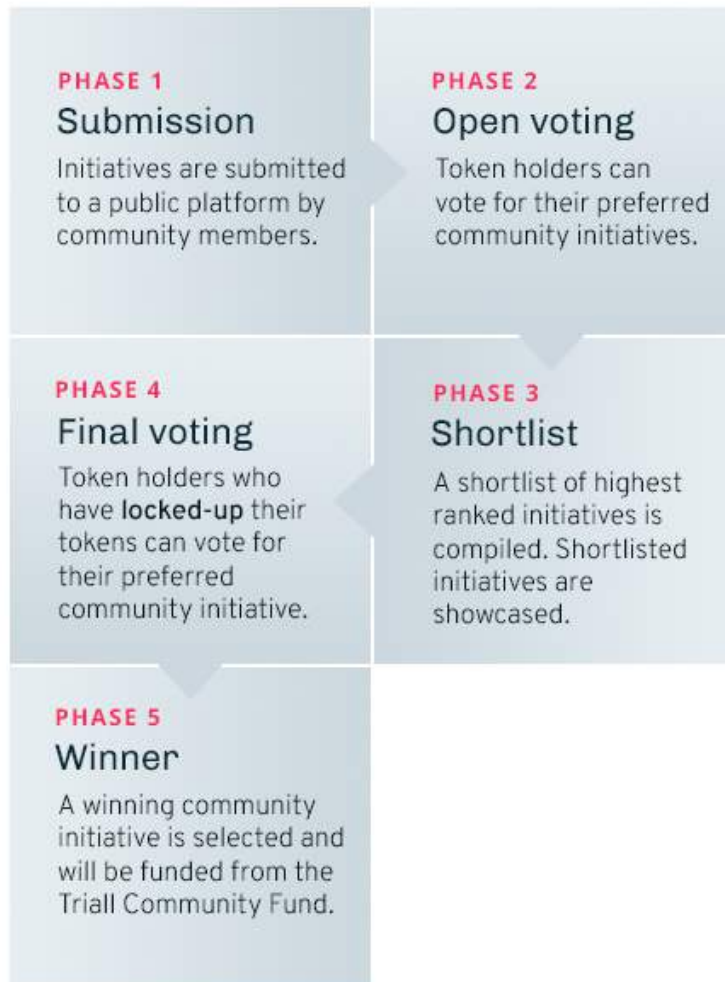 PHASE 1
Submission
Initiatives are submitted
to a public platform by
community members.
PHASE 2
Open voting
Token holders can
vote for their preferred
community initiatives.
PHASE 3
Shortlist
A shortlist of highest
ranked initiatives is
compiled. Shortlisted
initiatives are
showcased.
PHASE 4
Final voting
Token holders who
have locked-up their
tokens can vote for
their preferred
community initiative.
PHASE 5
Winner
A winning community
initiative is selected and
will be funded from the
Triall Community Fund.